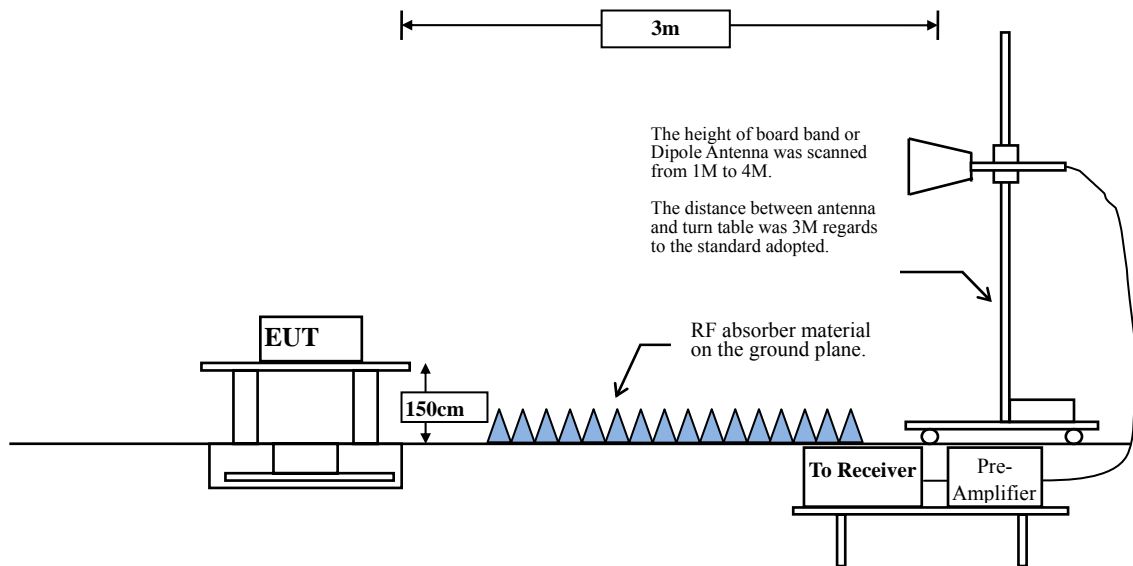 3m
The height of board band or
Dipole Antenna was scanned
from 1M to 4M.
The distance between antenna
and turn table was 3M regards
to the standard adopted.
EUT
RF absorber material
on the ground plane.
150cm
To Receiver
Pre-
Amplifier